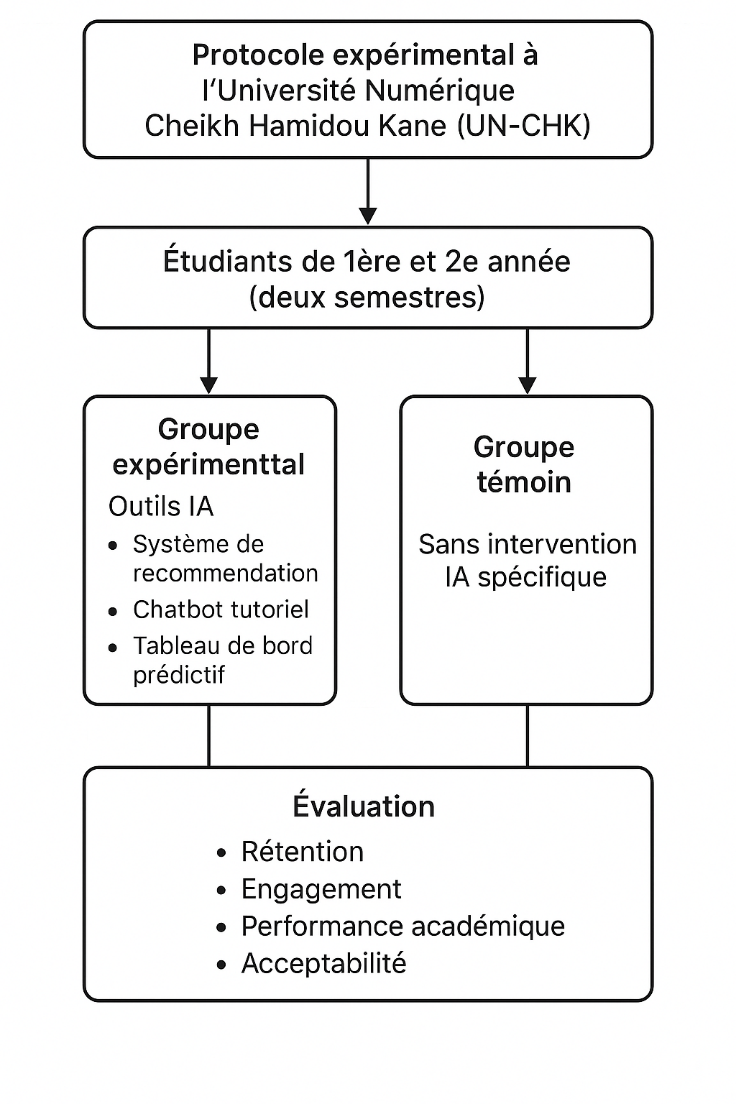 Protocole expérimental à
l’Université Numérique
Cheikh Hamidou Kane (UN-CHK)
Étudiants de 1ère et 2e année
(deux semestres)
Groupe
expérimenttal
Outils IA
• Système de
recommendation
• Chatbot tutoriel
• Tableau de bord
prédictif
Groupe
témoin
Sans intervention
IA spécifique
Évaluation
• Rétention
• Engagement
• Performance académique
• Acceptabilité